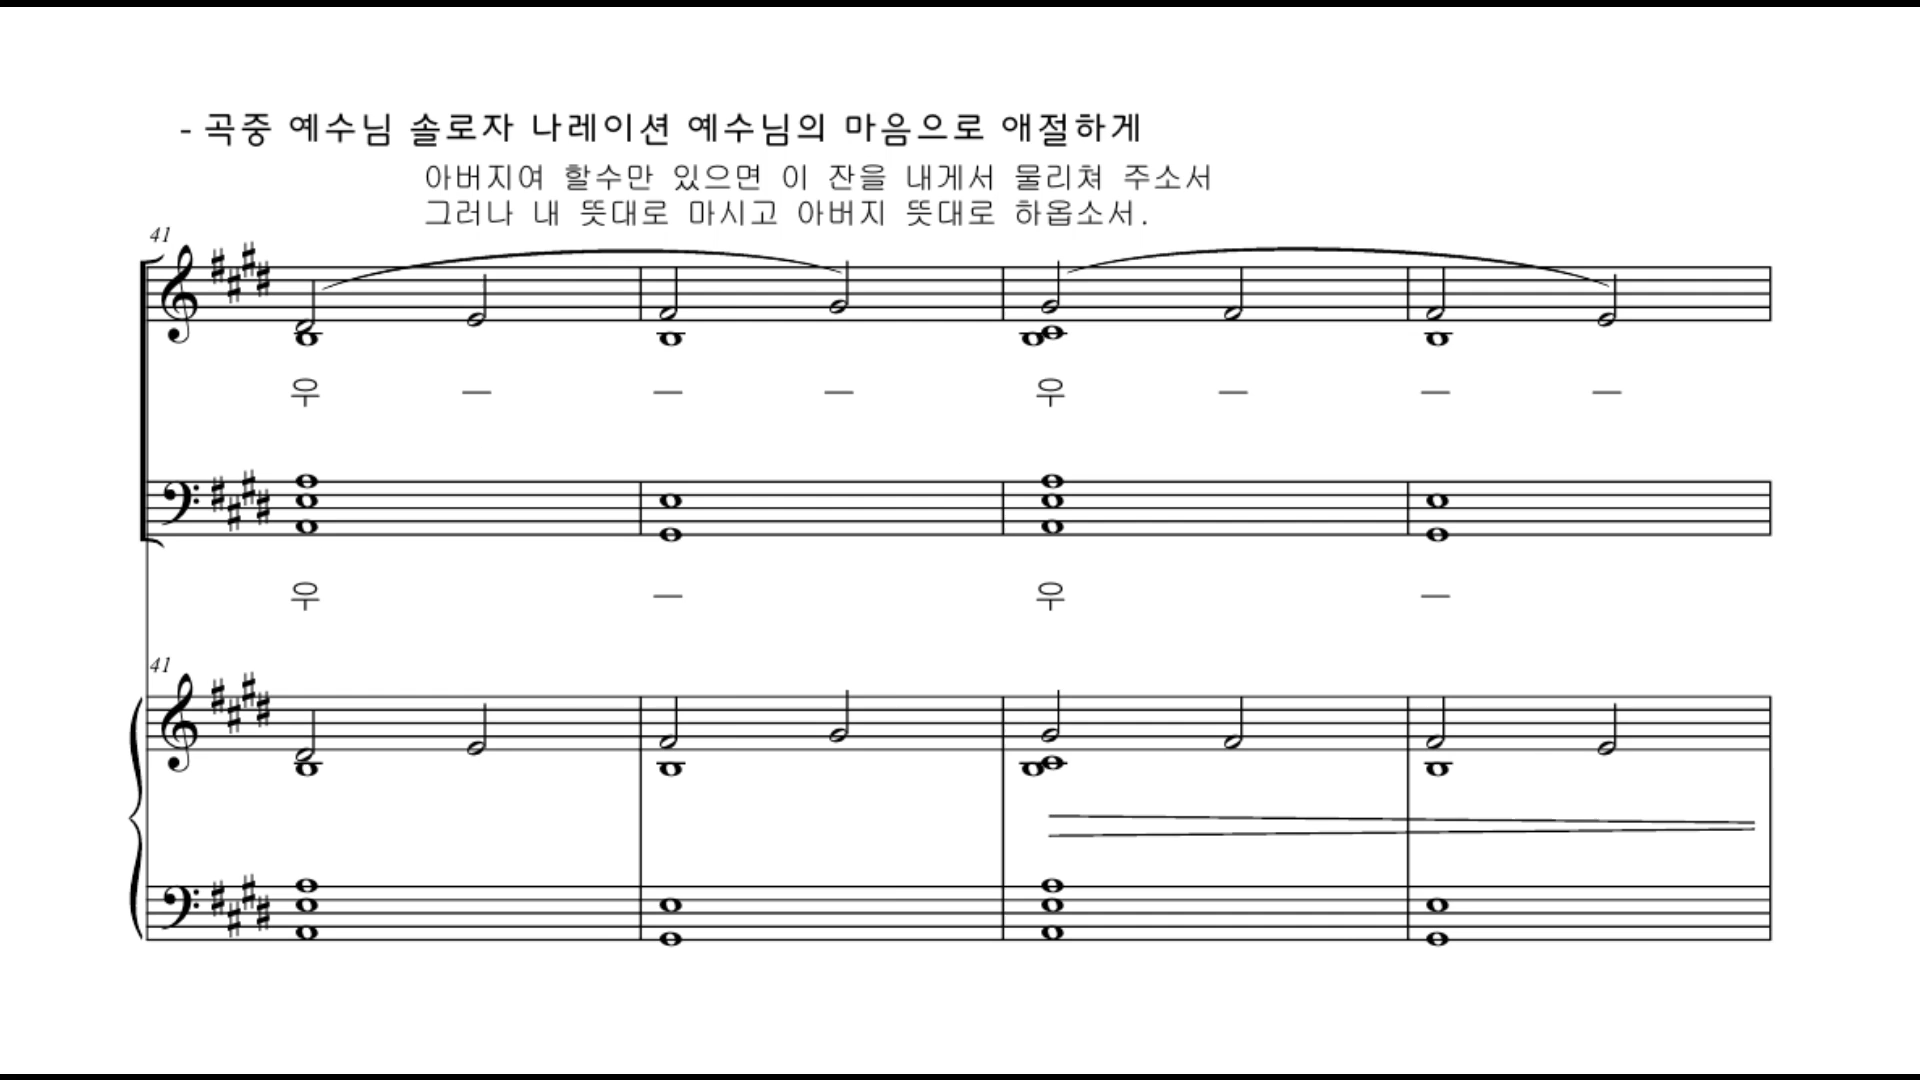 - 곡중 예수님 솔로자 나레이션 예수님의 마음으로 애절하게
아버지여 할수만 있으면 이 잔을 내게서 물리쳐 주소서
그러나 내 뜻대로 마시고 아버지 뜻대로 하옵소서.
41
우 — — — 우 — — —
우 — 우 —
41